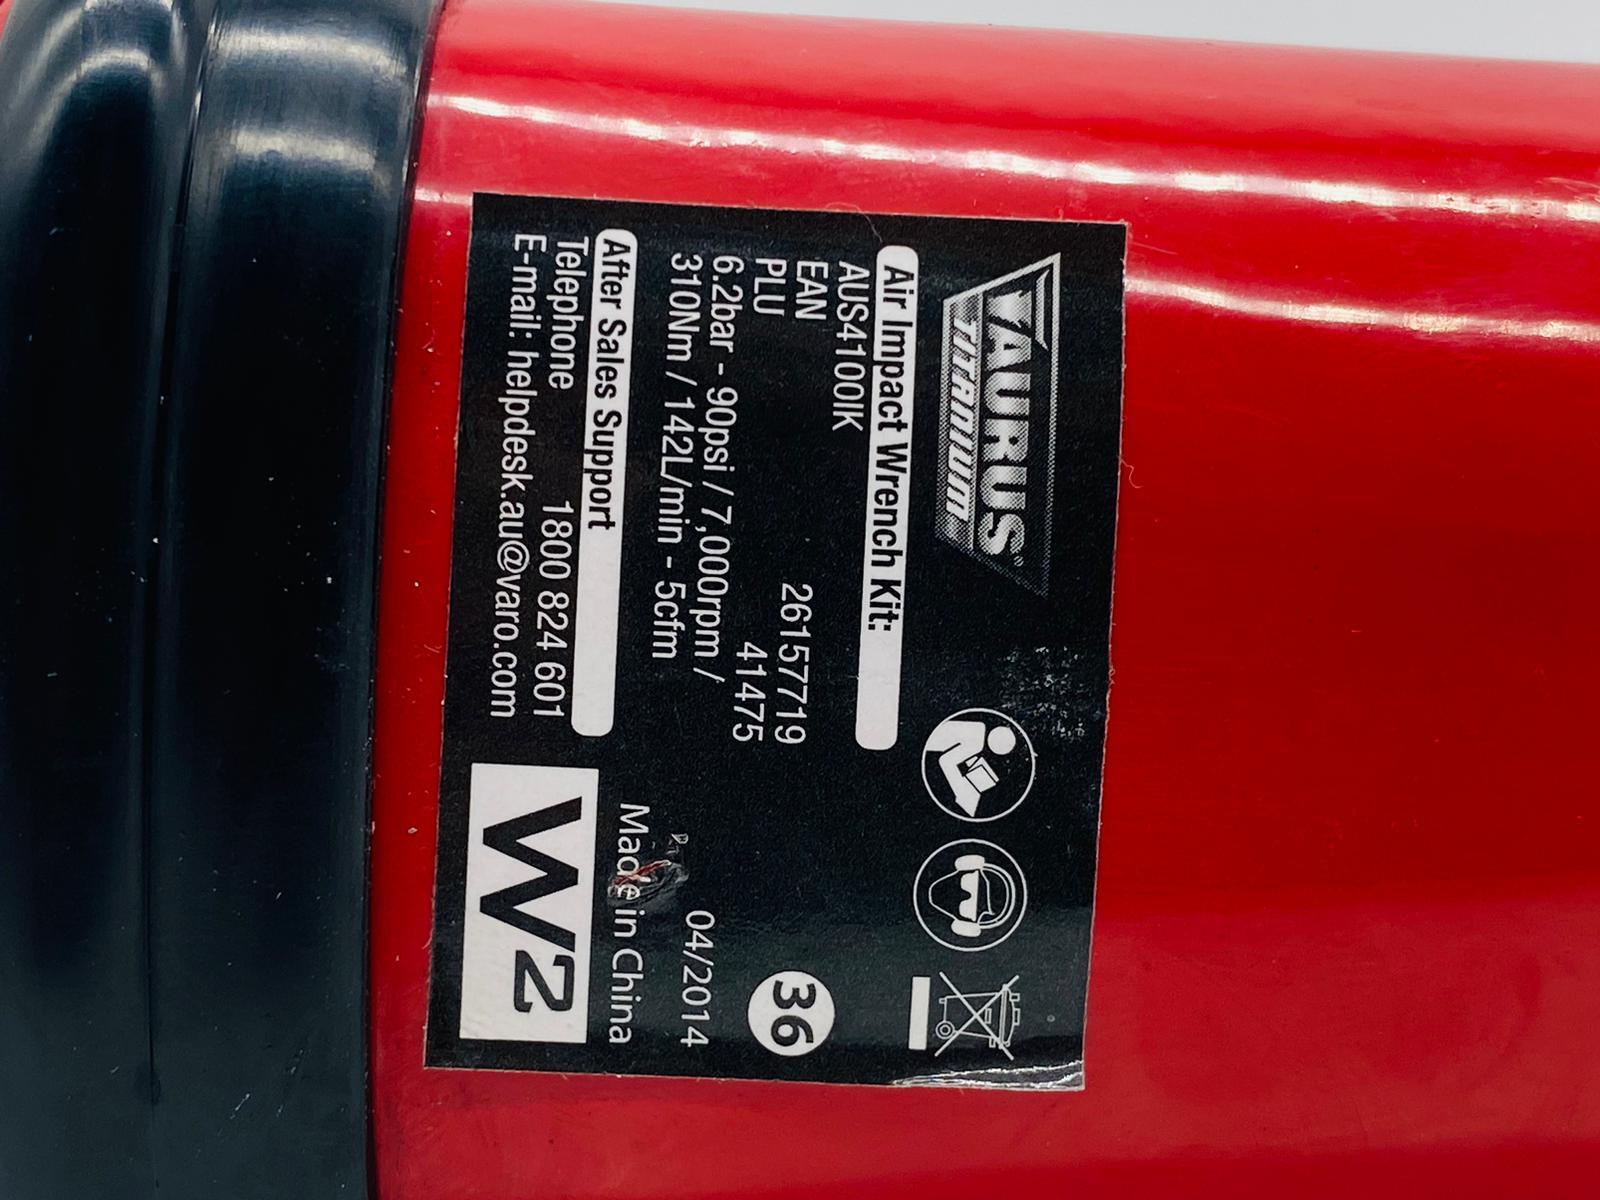 TAURUS®
TITANIUM
Air Impact Wrench Kit:
AUS4100IK
EAN 26157719
PLU 41475
6.2bar - 90psi / 7,000rpm /
310Nm / 142L/min - 5cfm
After Sales Support
Telephone 1800 824 601
E-mail: helpdesk.au@varo.com
36
04/2014
Made in China
W2